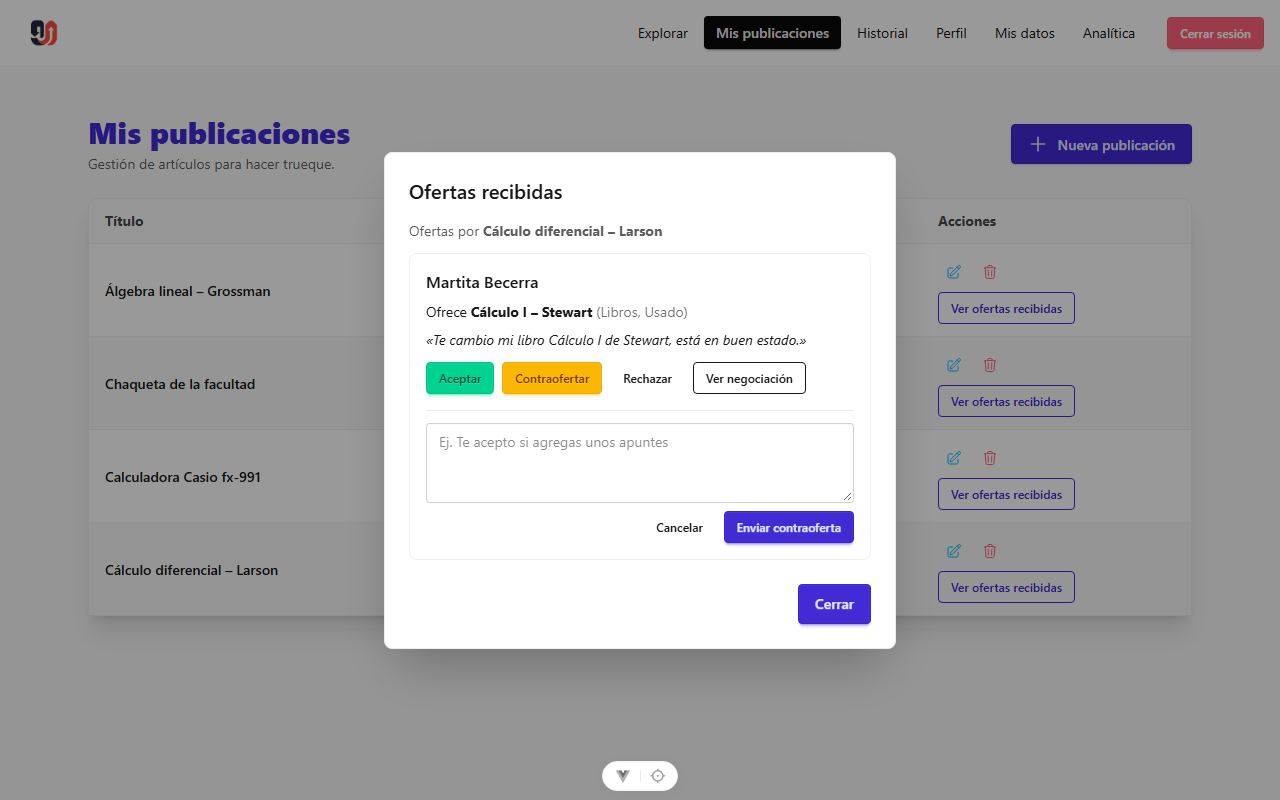 Explorar Mis publicaciones Historial Perfil Mis datos Analítica Cerrar sesión
Mis publicaciones
Gestión de artículos para hacer trueque.
Nueva publicación
Título Acciones
Álgebra lineal – Grossman
Ver ofertas recibidas
Chaqueta de la facultad
Ver ofertas recibidas
Calculadora Casio fx-991
Ver ofertas recibidas
Cálculo diferencial – Larson
Ver ofertas recibidas
Ofertas recibidas
Ofertas por Cálculo diferencial – Larson
Martita Becerra
Ofrece Cálculo I – Stewart (Libros, Usado)
«Te cambio mi libro Cálculo I de Stewart, está en buen estado.»
Aceptar Contraofertar Rechazar Ver negociación
Ej. Te acepto si agregas unos apuntes
Cancelar Enviar contraoferta
Cerrar